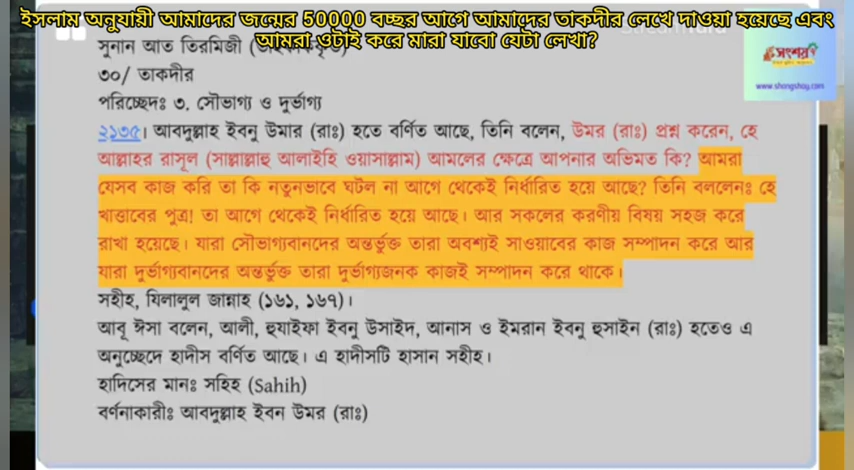 ইসলাম অনুযায়ী আমাদের জন্মের 50000 বচ্ছর আগে আমাদের তাকদীর লেখে দাওয়া হয়েছে এবং
আমরা ওটাই করে মারা যাবো যেটা লেখা?
সুনান আত তিরমিজী
সংশয়
www.shongshoy.com
৩০/ তাকদীর
পরিচ্ছেদঃ ৩. সৌভাগ্য ও দুর্ভাগ্য
২১৩৫। আবদুল্লাহ ইবনু উমার (রাঃ) হতে বর্ণিত আছে, তিনি বলেন, উমর (রাঃ) প্রশ্ন করেন, হে
আল্লাহর রাসূল (সাল্লাল্লাহু আলাইহি ওয়াসাল্লাম) আমলের ক্ষেত্রে আপনার অভিমত কি? আমরা
যেসব কাজ করি তা কি নতুনভাবে ঘটল না আগে থেকেই নির্ধারিত হয়ে আছে? তিনি বললেনঃ হে
খাত্তাবের পুত্র! তা আগে থেকেই নির্ধারিত হয়ে আছে। আর সকলের করণীয় বিষয় সহজ করে
রাখা হয়েছে। যারা সৌভাগ্যবানদের অন্তর্ভুক্ত তারা অবশ্যই সাওয়াবের কাজ সম্পাদন করে আর
যারা দুর্ভাগ্যবানদের অন্তর্ভুক্ত তারা দুর্ভাগ্যজনক কাজই সম্পাদন করে থাকে।
সহীহ, যিলালুল জান্নাহ (১৬১, ১৬৭)।
আবূ ঈসা বলেন, আলী, হুযাইফা ইবনু উসাইদ, আনাস ও ইমরান ইবনু হুসাইন (রাঃ) হতেও এ
অনুচ্ছেদে হাদীস বর্ণিত আছে। এ হাদীসটি হাসান সহীহ।
হাদিসের মানঃ সহিহ (Sahih)
বর্ণনাকারীঃ আবদুল্লাহ ইবন উমর (রাঃ)